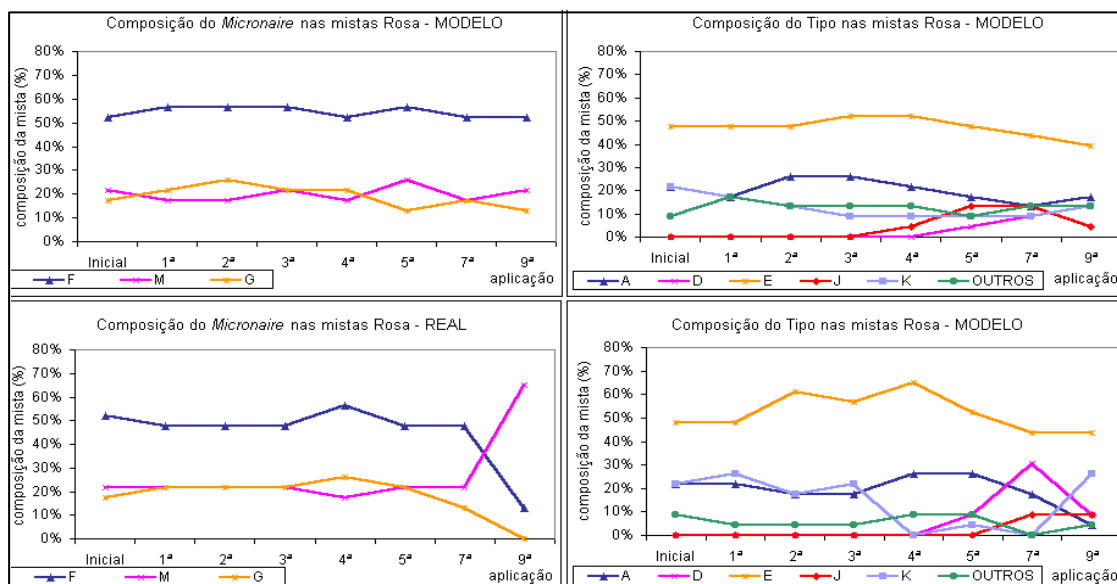 Composição do Micronaire nas mistas Rosa - MODELO
composição da mista (%)
80%
70%
60%
50%
40%
30%
20%
10%
0%
Inicial 1ª 2ª 3ª 4ª 5ª 7ª 9ª
aplicação
F M G
Composição do Tipo nas mistas Rosa - MODELO
composição da mista (%)
80%
70%
60%
50%
40%
30%
20%
10%
0%
Inicial 1ª 2ª 3ª 4ª 5ª 7ª 9ª
aplicação
A D E J K OUTROS
Composição do Micronaire nas mistas Rosa - REAL
composição da mista (%)
80%
70%
60%
50%
40%
30%
20%
10%
0%
Inicial 1ª 2ª 3ª 4ª 5ª 7ª 9ª
aplicação
F M G
Composição do Tipo nas mistas Rosa - MODELO
composição da mista (%)
80%
70%
60%
50%
40%
30%
20%
10%
0%
Inicial 1ª 2ª 3ª 4ª 5ª 7ª 9ª
aplicação
A D E J K OUTROS